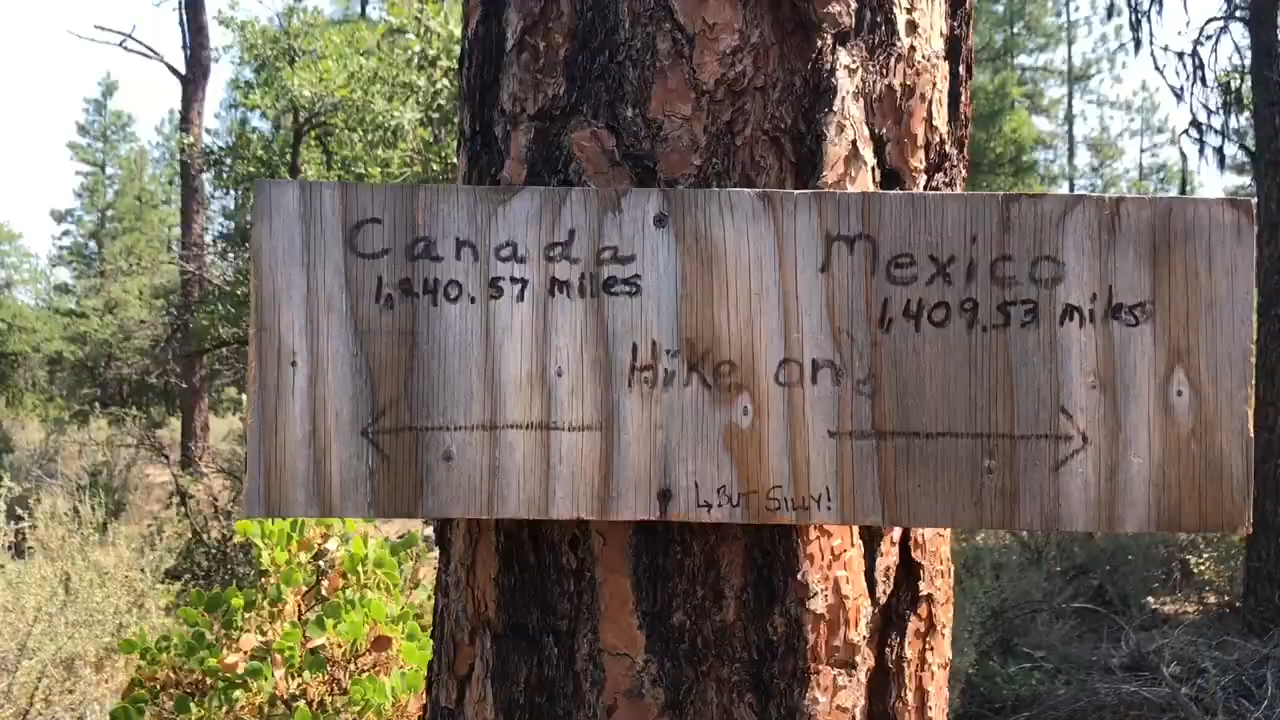 Canada
1,240.57 miles
Mexico
1,409.53 miles
Hike on,
↳But Silly!